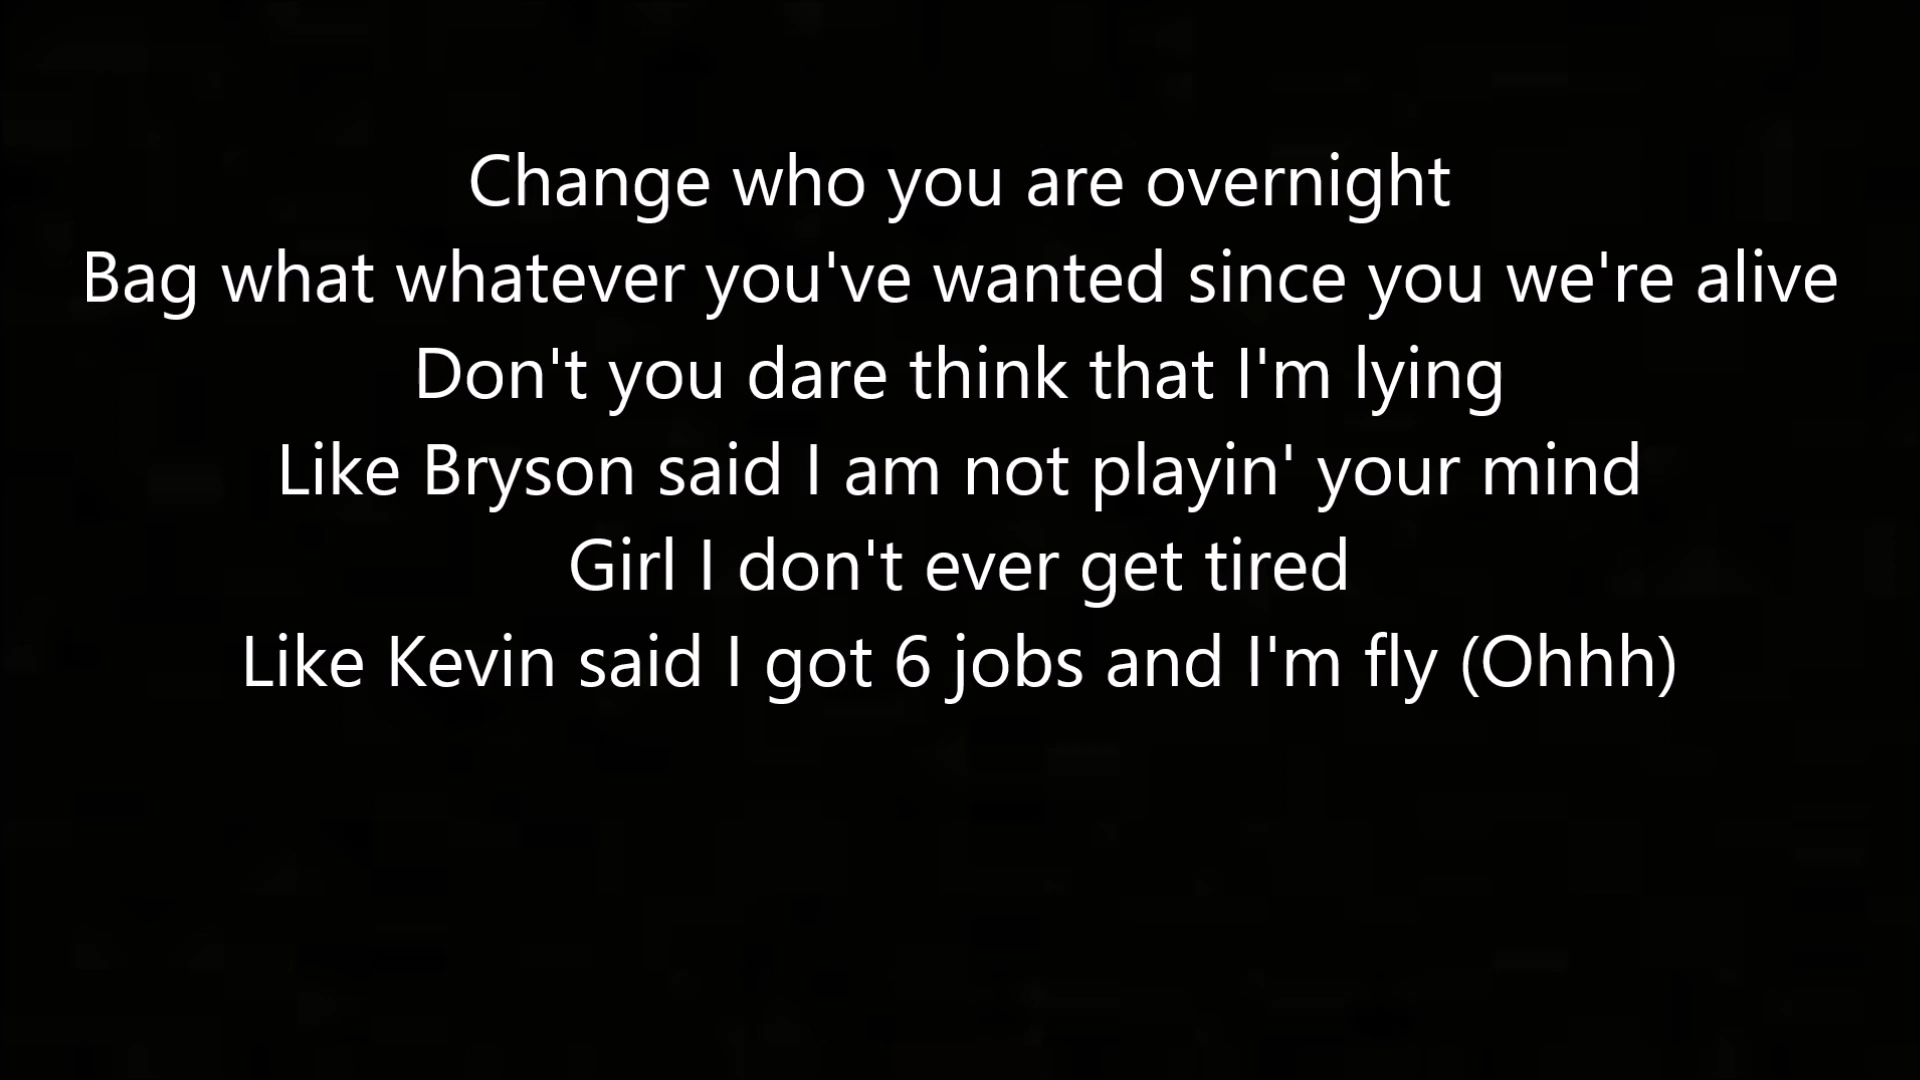 Change who you are overnight
Bag what whatever you've wanted since you we're alive
Don't you dare think that I'm lying
Like Bryson said I am not playin' your mind
Girl I don't ever get tired
Like Kevin said I got 6 jobs and I'm fly (Ohhh)